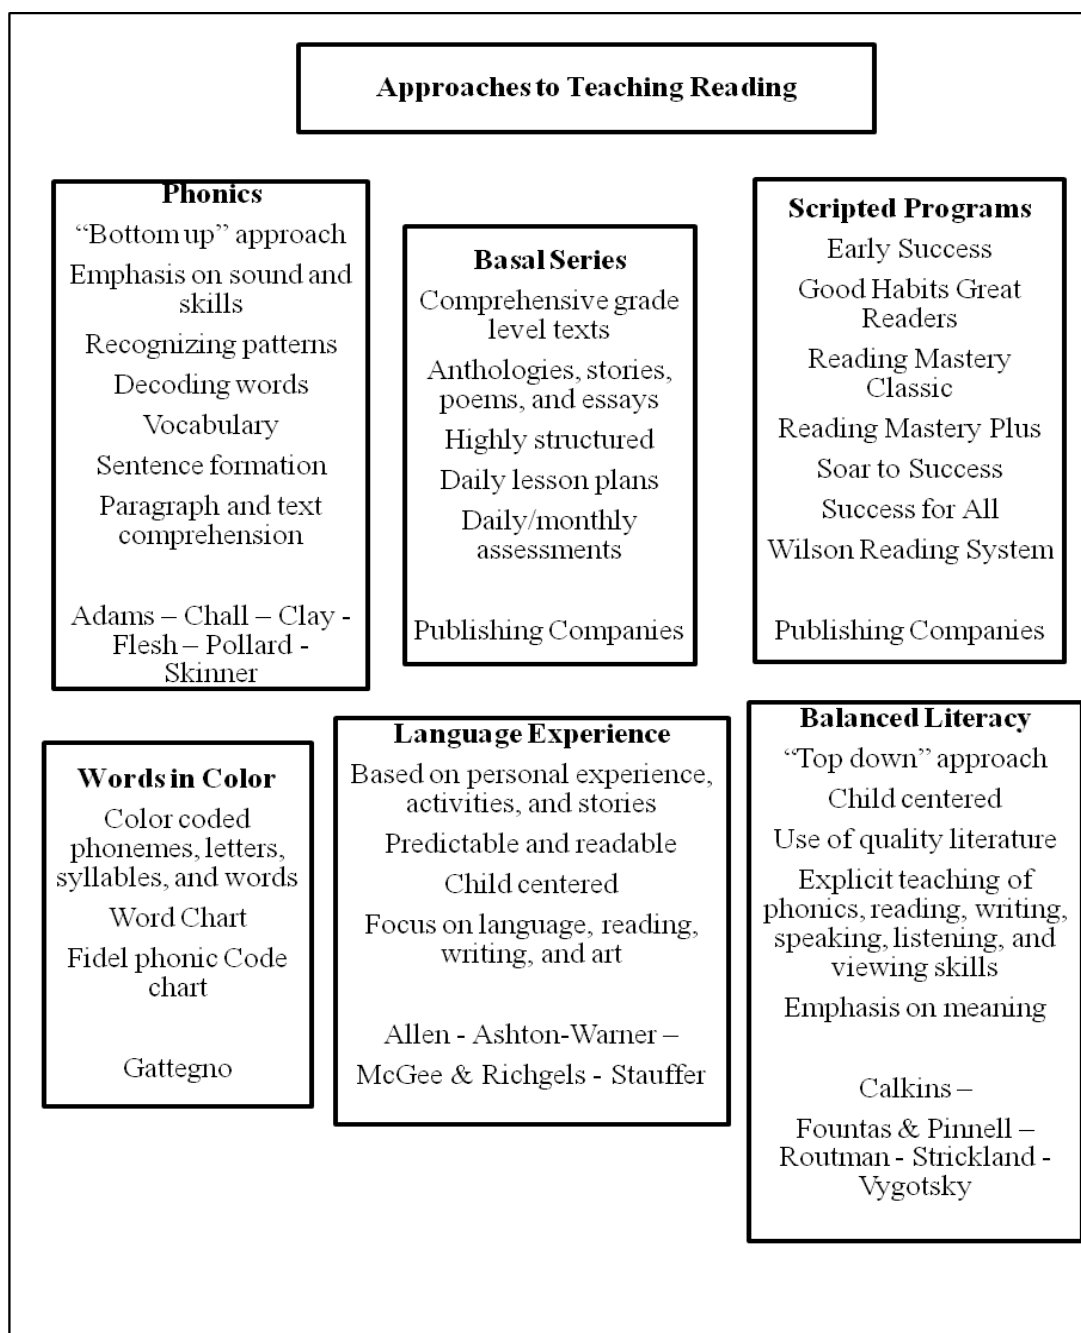 Approaches to Teaching Reading
Phonics
“Bottom up” approach
Emphasis on sound and
skills
Recognizing patterns
Decoding words
Vocabulary
Sentence formation
Paragraph and text
comprehension
Adams – Chall – Clay -
Flesh – Pollard -
Skinner
Basal Series
Comprehensive grade
level texts
Anthologies, stories,
poems, and essays
Highly structured
Daily lesson plans
Daily/monthly
assessments
Publishing Companies
Scripted Programs
Early Success
Good Habits Great
Readers
Reading Mastery
Classic
Reading Mastery Plus
Soar to Success
Success for All
Wilson Reading System
Publishing Companies
Words in Color
Color coded
phonemes, letters,
syllables, and words
Word Chart
Fidel phonic Code
chart
Gattegno
Language Experience
Based on personal experience,
activities, and stories
Predictable and readable
Child centered
Focus on language, reading,
writing, and art
Allen - Ashton-Warner –
McGee & Richgels - Stauffer
Balanced Literacy
“Top down” approach
Child centered
Use of quality literature
Explicit teaching of
phonics, reading, writing,
speaking, listening, and
viewing skills
Emphasis on meaning
Calkins –
Fountas & Pinnell –
Routman - Strickland -
Vygotsky